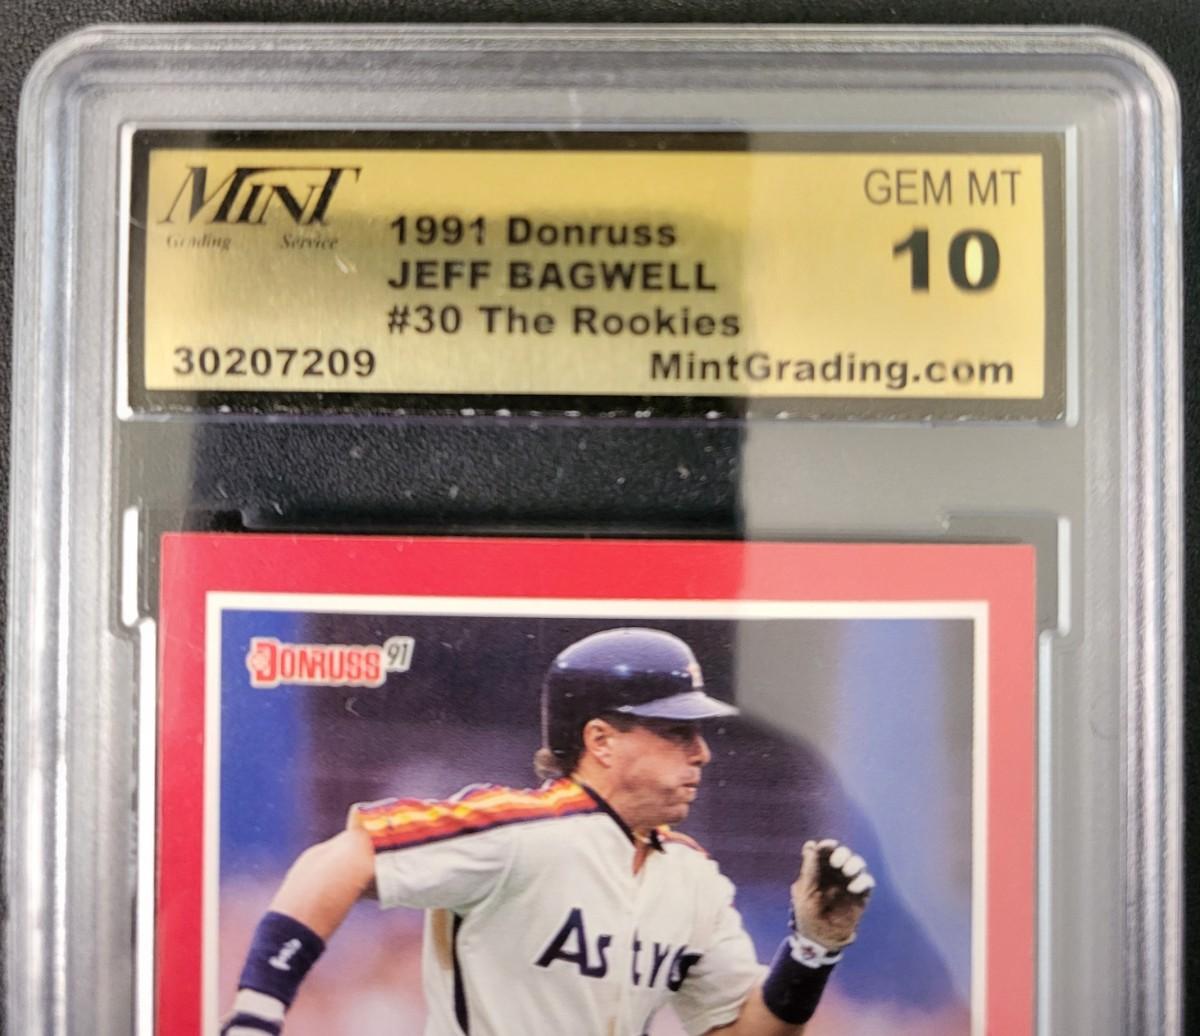 MINT
Grading Service
GEM MT
10
1991 Donruss
JEFF BAGWELL
#30 The Rookies
30207209
MintGrading.com
DONRUSS 91
Astros